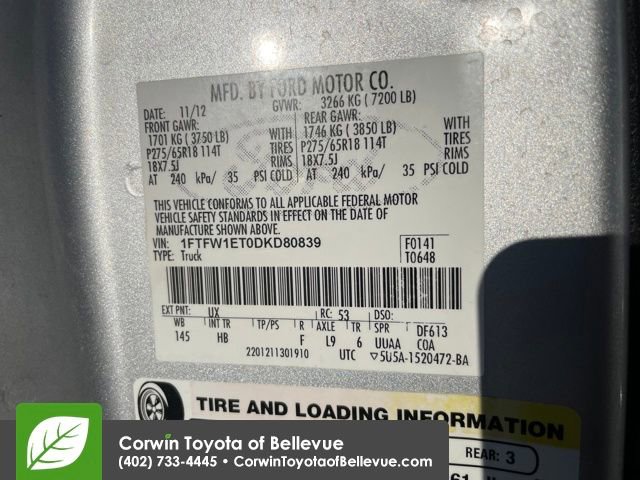 MFD. BY FORD MOTOR CO.
DATE: 11/12 GVWR: 3266 KG ( 7200 LB)
FRONT GAWR: REAR GAWR:
1701 KG ( 3750 LB) WITH 1746 KG ( 3850 LB) WITH
P275/65R18 114T TIRES P275/65R18 114T TIRES
18X7.5J RIMS 18X7.5J RIMS
AT 240 kPa/ 35 PSI COLD AT 240 kPa/ 35 PSI COLD
THIS VEHICLE CONFORMS TO ALL APPLICABLE FEDERAL MOTOR
VEHICLE SAFETY STANDARDS IN EFFECT ON THE DATE OF
MANUFACTURE SHOWN ABOVE.
VIN: 1FTFW1ET0DKD80839 F0141
TYPE: Truck T0648
EXT PNT: UX RC: 53 DSO:
WB INT TR TP/PS R AXLE TR SPR DF613
145 HB F L9 6 UUAA COA
2201211301910 UTC 5U5A-1520472-BA
TIRE AND LOADING INFORMATION
REAR: 3
Corwin Toyota of Bellevue
(402) 733-4445 • CorwinToyotaofBellevue.com